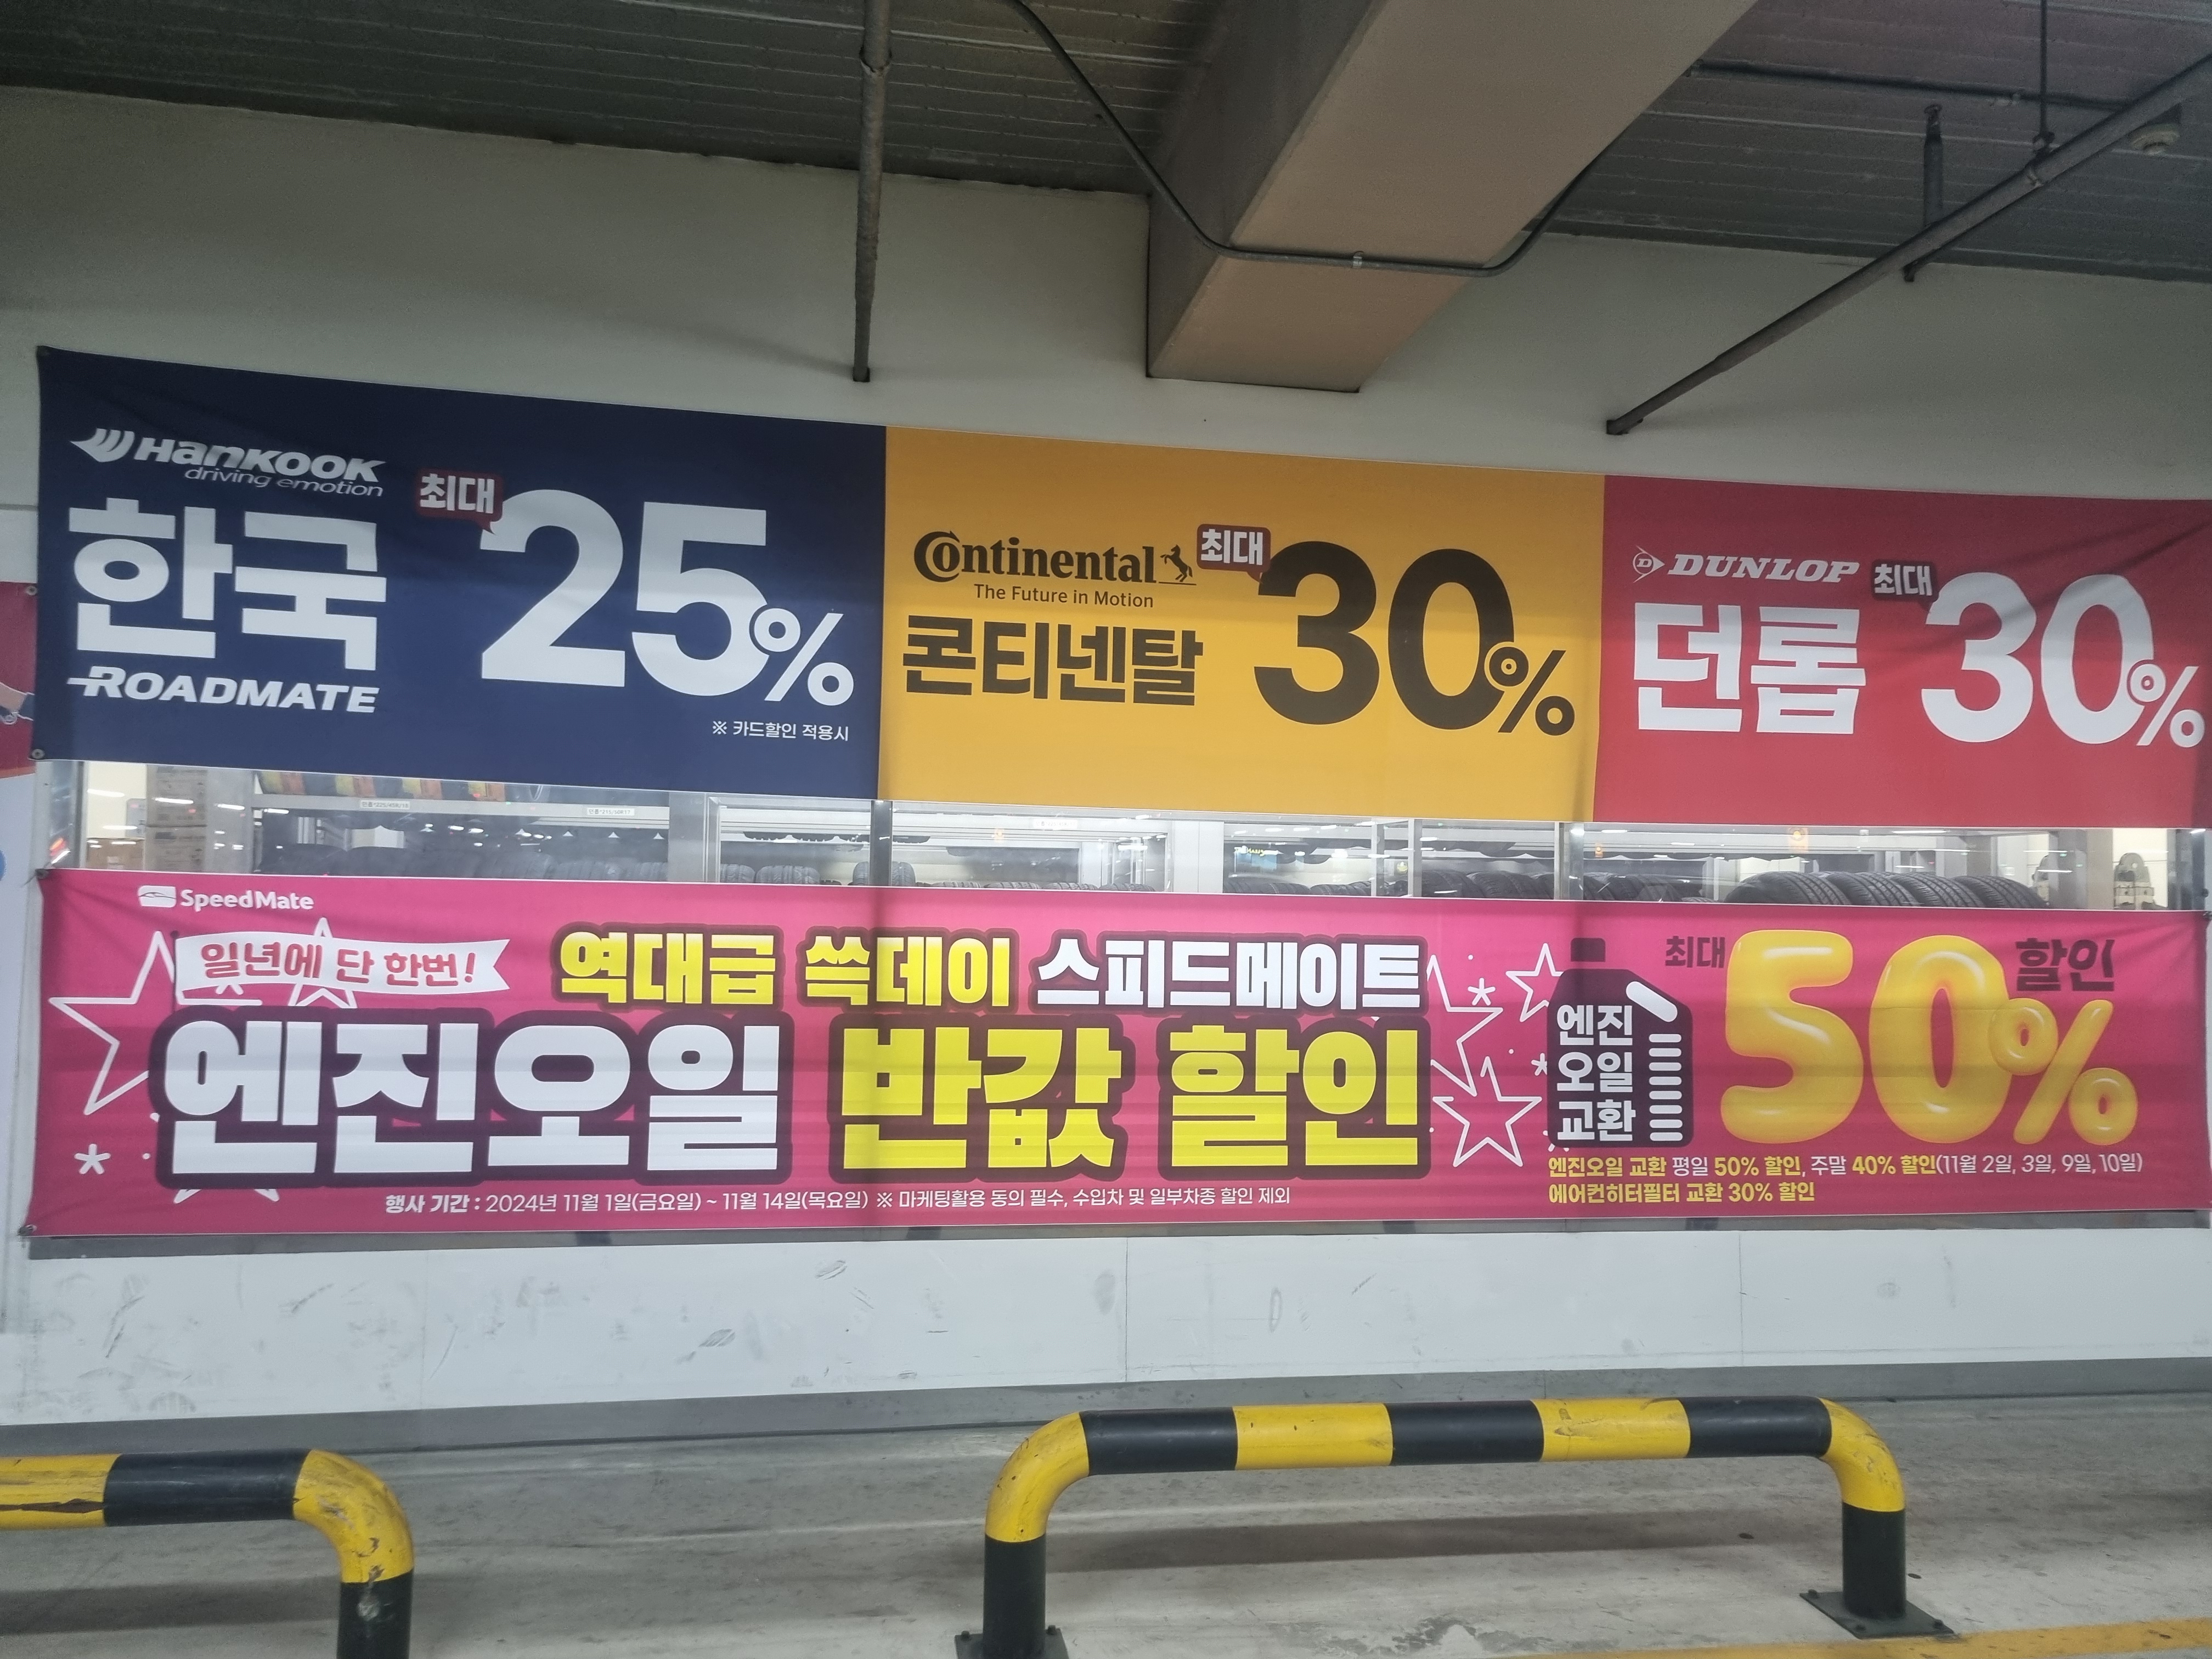 Hankook
driving emotion
한국
ROADMATE
최대
25%
※ 카드할인 적용시
Continental
The Future in Motion
콘티넨탈
최대
30%
DUNLOP
던롭
최대
30%
SpeedMate
일년에 단 한번!
역대급 쓱데이 스피드메이트
엔진오일 반값 할인
행사 기간 : 2024년 11월 1일(금요일) ~ 11월 14일(목요일) ※ 마케팅활용 동의 필수, 수입차 및 일부차종 할인 제외
엔진
오일
교환
최대
50%
할인
엔진오일 교환 평일 50% 할인, 주말 40% 할인(11월 2일, 3일, 9일, 10일)
에어컨히터필터 교환 30% 할인